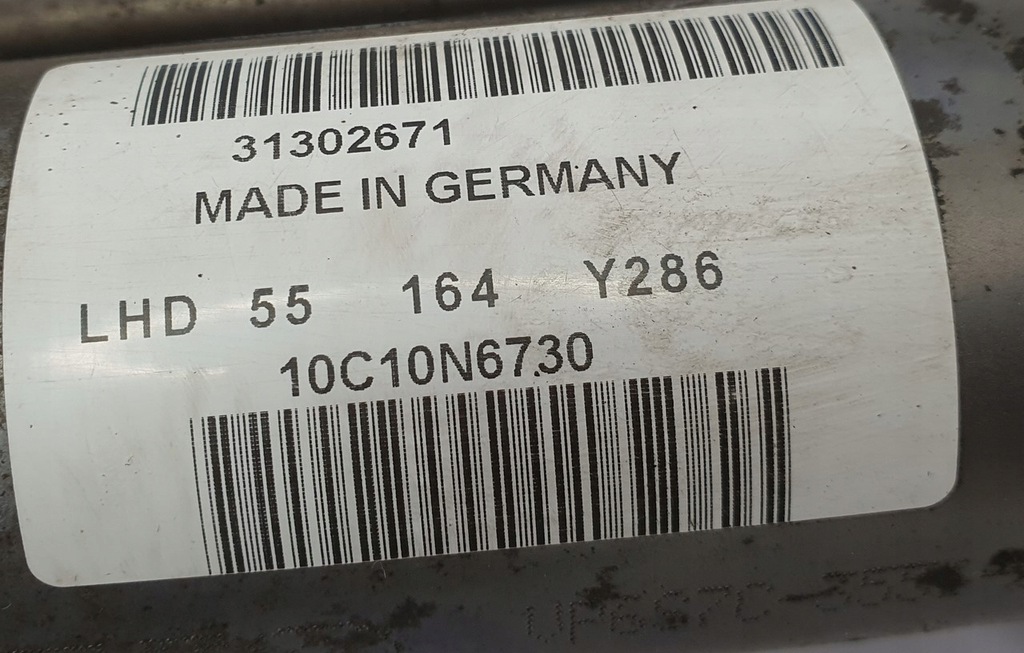 31302671
MADE IN GERMANY
LHD 55 164 Y286
10C10N6730